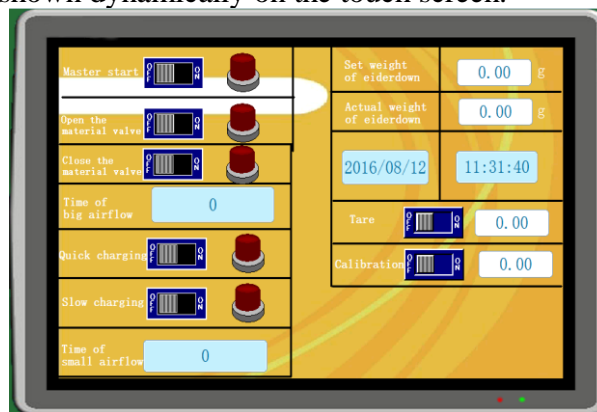 shown dynamically on the touch screen.
Master start
OFF
ON
Open the
material valve
OFF
ON
Close the
material valve
OFF
ON
Time of
big airflow
0
Quick charging
OFF
ON
Slow charging
OFF
ON
Time of
small airflow
0
Set weight
of eiderdown
0.00
g
Actual weight
of eiderdown
0.00
g
2016/08/12
11:31:40
Tare
OFF
ON
0.00
Calibration
OFF
ON
0.00